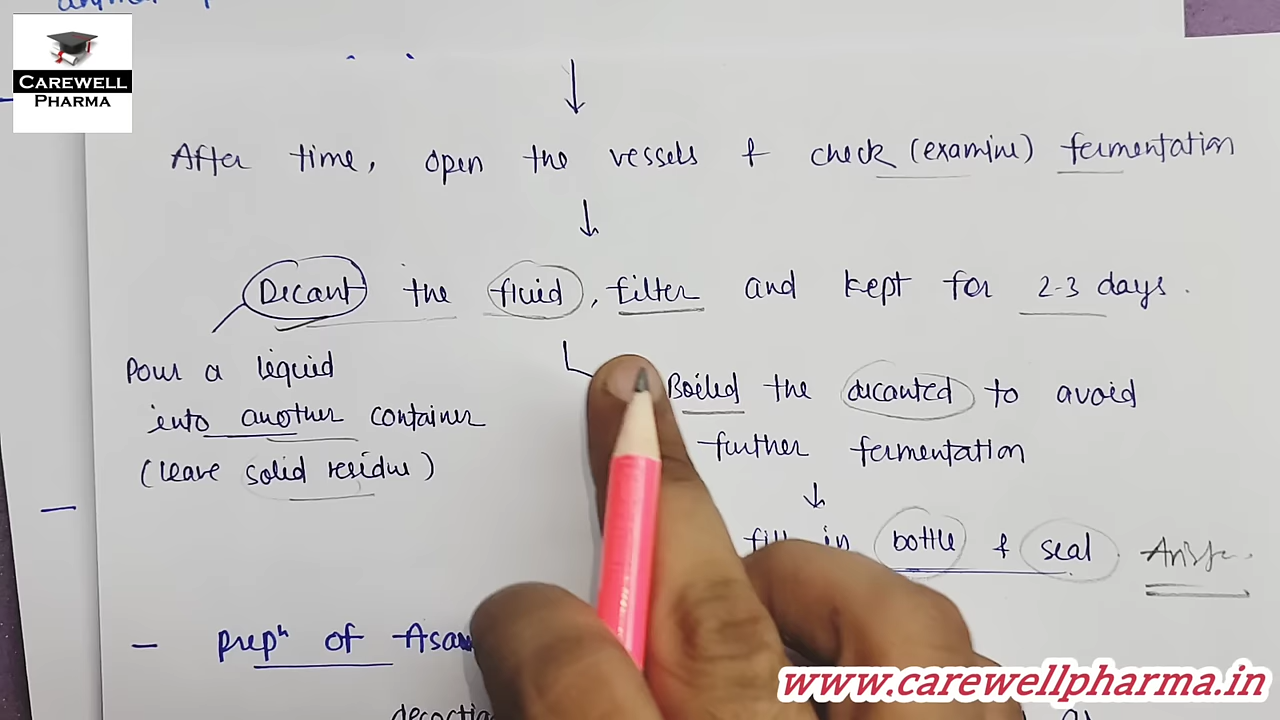 CAREWELL
PHARMA
After time, open the vessels & check (examine) fermentation
Decant the fluid, filter and kept for 2-3 days.
Pour a liquid
into another container
(leave solid residue)
Boiled the decanted to avoid
further fermentation
fill in bottle & seal.
- Prepⁿ of
www.carewellpharma.in